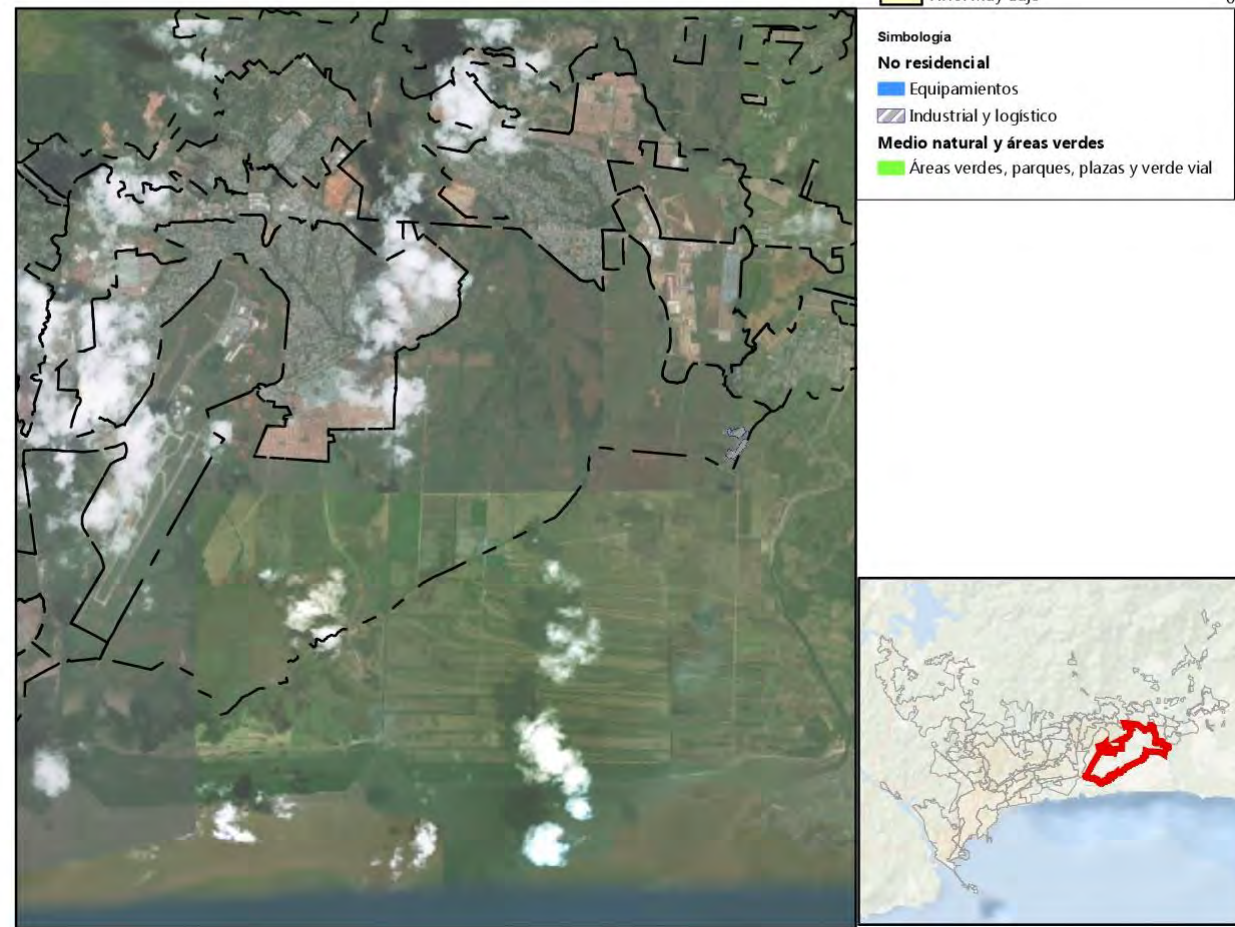 Simbología
No residencial
Equipamientos
Industrial y logístico
Medio natural y áreas verdes
Áreas verdes, parques, plazas y verde vial